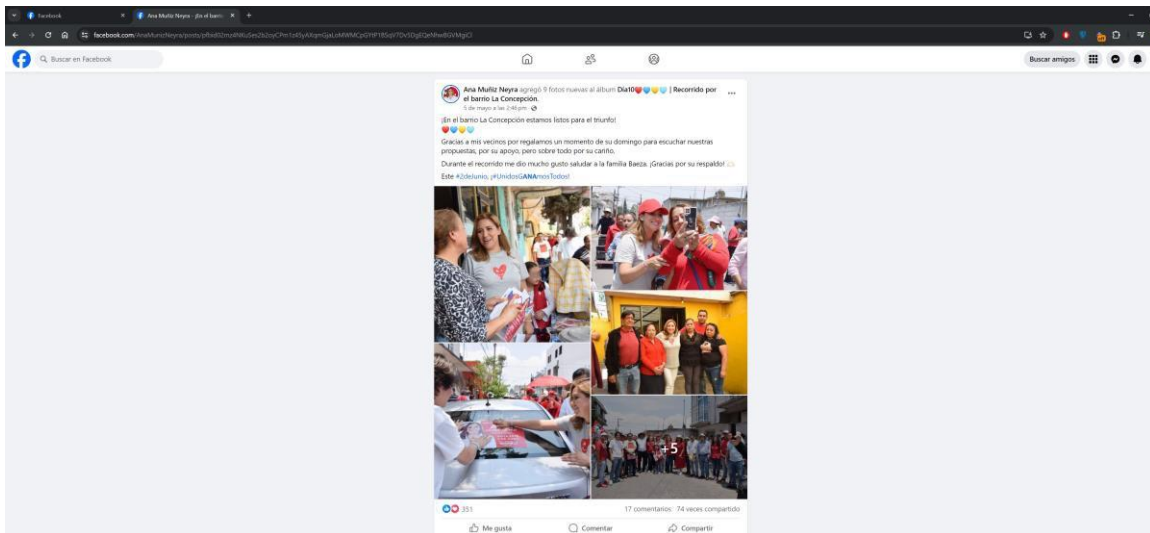 Facebook
Ana Muñiz Neyra - ¡En el barri
Buscar en Facebook
Buscar amigos
Ana Muñiz Neyra agregó 9 fotos nuevas al álbum Día10❤️💙💛🩵 | Recorrido por
el barrio La Concepción.
5 de mayo a las 2:46 pm
¡En el barrio La Concepción estamos listos para el triunfo!
❤️💙💛🩵
Gracias a mis vecinos por regalarnos un momento de su domingo para escuchar nuestras
propuestas, por su apoyo, pero sobre todo por su cariño.
Durante el recorrido me dio mucho gusto saludar a la familia Baeza. ¡Gracias por su respaldo!
Este #2deJunio, ¡#UnidosGANAmosTodos!
+5
351
17 comentarios 74 veces compartido
Me gusta Comentar Compartir